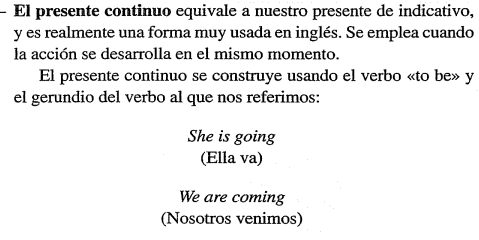 – El presente continuo equivale a nuestro presente de indicativo,
y es realmente una forma muy usada en inglés. Se emplea cuando
la acción se desarrolla en el mismo momento.
El presente continuo se construye usando el verbo «to be» y
el gerundio del verbo al que nos referimos:
She is going
(Ella va)
We are coming
(Nosotros venimos)